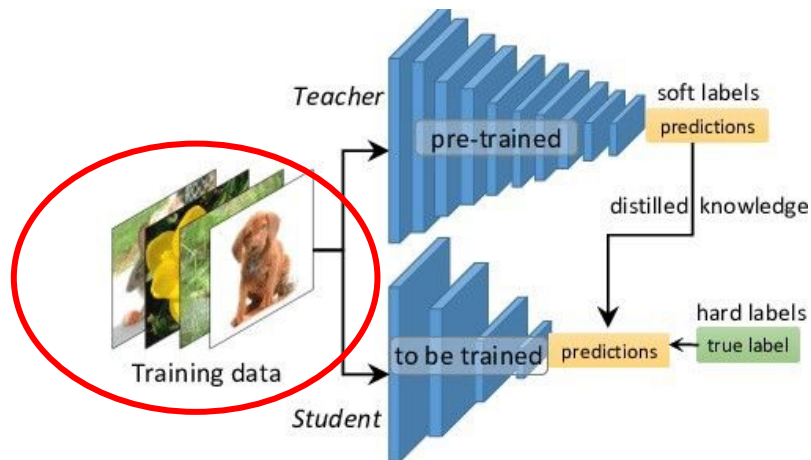 Teacher
soft labels
pre-trained
predictions
distilled knowledge
hard labels
to be trained
predictions
true label
Training data
Student